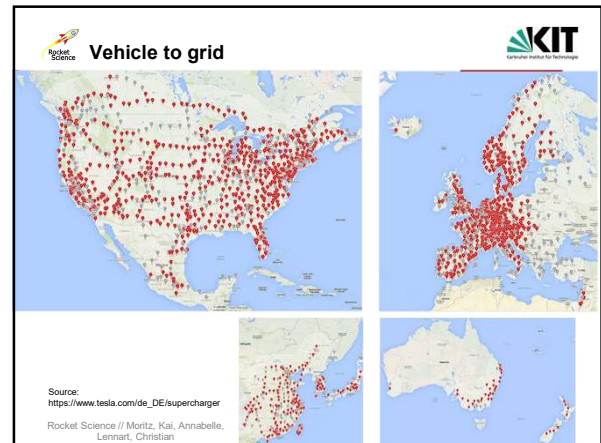 Rocket
Science
Vehicle to grid
KIT
Karlsruher Institut für Technologie
Source:
https://www.tesla.com/de_DE/supercharger
Rocket Science // Moritz, Kai, Annabelle,
Lennart, Christian